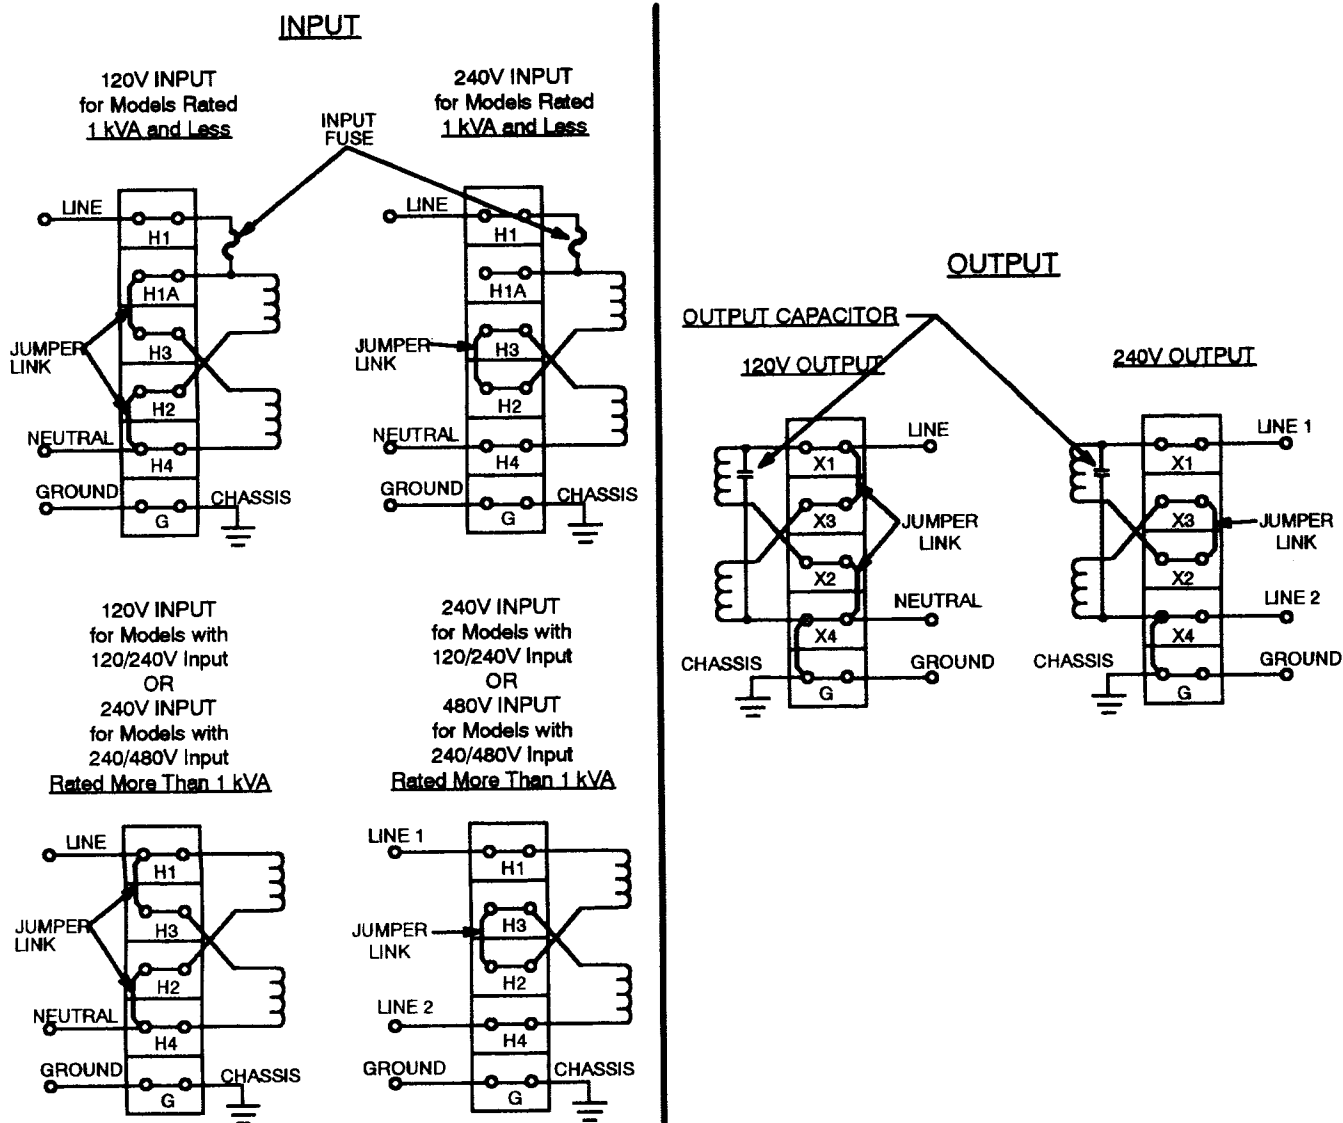 INPUT
120V INPUT
for Models Rated
1 kVA and Less
240V INPUT
for Models Rated
1 kVA and Less
INPUT
FUSE
LINE
H1
H1A
H3
JUMPER
LINK
H2
NEUTRAL
H4
GROUND
CHASSIS
G
LINE
H1
H1A
JUMPER
LINK
H3
H2
NEUTRAL
H4
GROUND
CHASSIS
G
120V INPUT
for Models with
120/240V Input
OR
240V INPUT
for Models with
240/480V Input
Rated More Than 1 kVA
240V INPUT
for Models with
120/240V Input
OR
480V INPUT
for Models with
240/480V Input
Rated More Than 1 kVA
LINE
H1
JUMPER
LINK
H3
H2
NEUTRAL
H4
GROUND
CHASSIS
G
LINE 1
H1
JUMPER
LINK
H3
H2
LINE 2
H4
GROUND
CHASSIS
G
OUTPUT
OUTPUT CAPACITOR
120V OUTPUT
240V OUTPUT
LINE
X1
X3
JUMPER
LINK
X2
NEUTRAL
X4
CHASSIS
GROUND
G
LINE 1
X1
X3
JUMPER
LINK
X2
LINE 2
X4
CHASSIS
GROUND
G